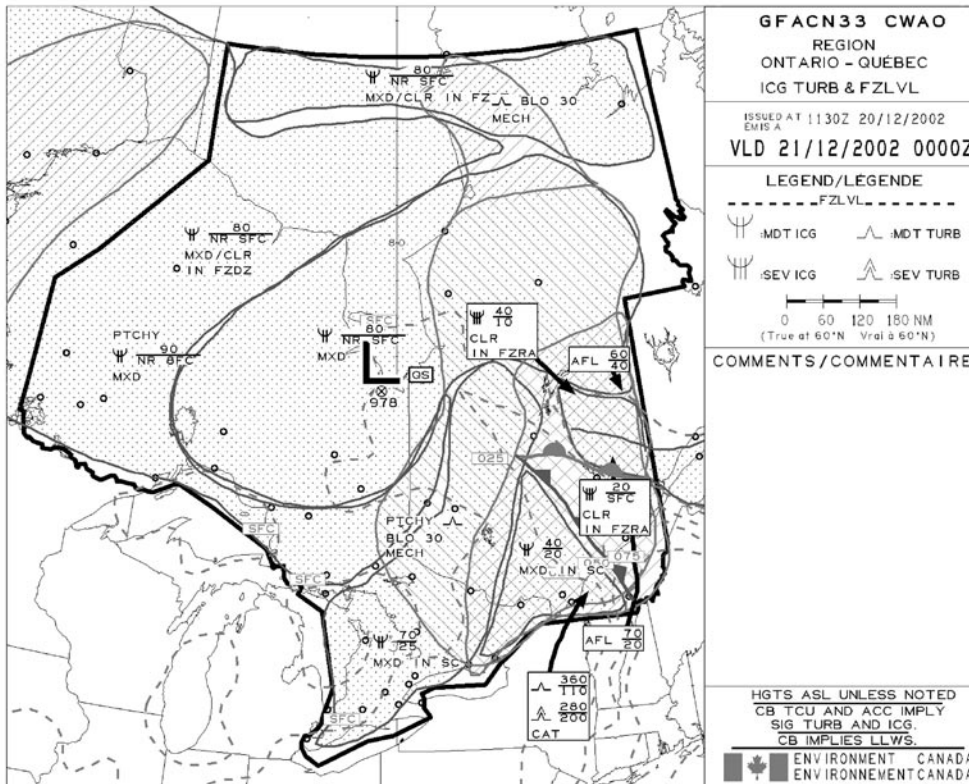 GFACN33 CWAO
REGION
ONTARIO - QUÉBEC
ICG TURB & FZLVL
ISSUED AT 1130Z 20/12/2002
EMIS A
VLD 21/12/2002 0000Z
LEGEND/LÉGENDE
FZLVL
:MDT ICG
:MDT TURB
:SEV ICG
:SEV TURB
0 60 120 180 NM
(True at 60°N Vrai à 60°N)
COMMENTS/COMMENTAIRE
HGTS ASL UNLESS NOTED
CB TCU AND ACC IMPLY
SIG TURB AND ICG.
CB IMPLIES LLWS.
ENVIRONMENT CANADA
ENVIRONNEMENT CANADA
80
NR SFC
MXD/CLR IN FZ
BLO 30
MECH
80
NR SFC
MXD/CLR
IN FZDZ
PTCHY
90
NR SFC
MXD
SFC
80
NR SFC
MXD
QS
978
40
10
CLR
IN FZRA
AFL 60
40
025
20
SFC
CLR
IN FZRA
PTCHY
BLO 30
MECH
40
20
MXD IN SC
050
075
SFC
SFC
70
25
MXD IN SC
SFC
AFL 70
20
360
110
280
200
CAT